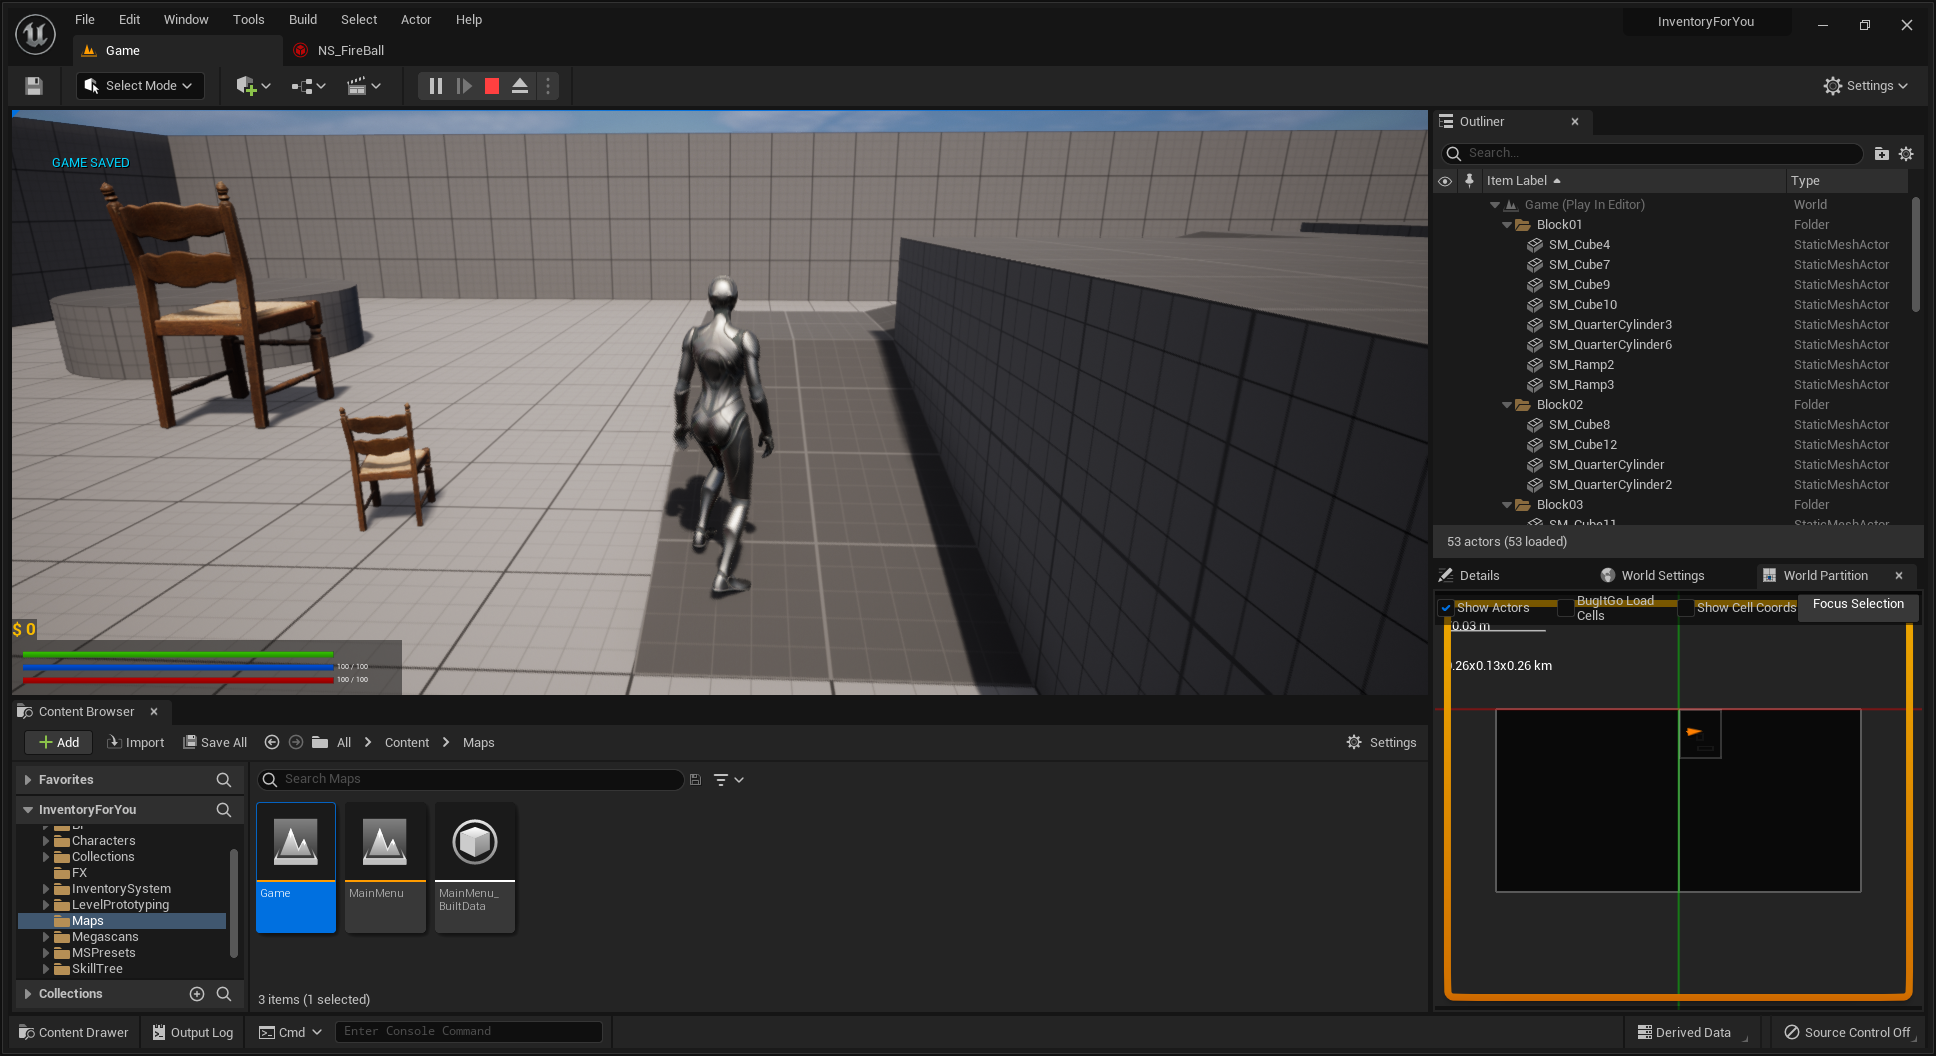 File Edit Window Tools Build Select Actor Help
InventoryForYou
Game
NS_FireBall
Select Mode
Settings
GAME SAVED
$ 0
100 / 100
100 / 100
Outliner
Search...
Item Label Type
Game (Play In Editor) World
Block01 Folder
SM_Cube4 StaticMeshActor
SM_Cube7 StaticMeshActor
SM_Cube9 StaticMeshActor
SM_Cube10 StaticMeshActor
SM_QuarterCylinder3 StaticMeshActor
SM_QuarterCylinder6 StaticMeshActor
SM_Ramp2 StaticMeshActor
SM_Ramp3 StaticMeshActor
Block02 Folder
SM_Cube8 StaticMeshActor
SM_Cube12 StaticMeshActor
SM_QuarterCylinder StaticMeshActor
SM_QuarterCylinder2 StaticMeshActor
Block03 Folder
SM_Cube11 StaticMeshActor
53 actors (53 loaded)
Details
World Settings
World Partition
Show Actors
BugItGo Load
Cells
Show Cell Coords
Focus Selection
0.03 m
.26x0.13x0.26 km
Content Browser
Add
Import
Save All
All
Content
Maps
Settings
Favorites
Search Maps
InventoryForYou
Characters
Collections
FX
InventorySystem
LevelPrototyping
Maps
Megascans
MSPresets
SkillTree
Collections
Game
MainMenu
MainMenu_
BuiltData
3 items (1 selected)
Content Drawer
Output Log
Cmd
Enter Console Command
Derived Data
Source Control Off